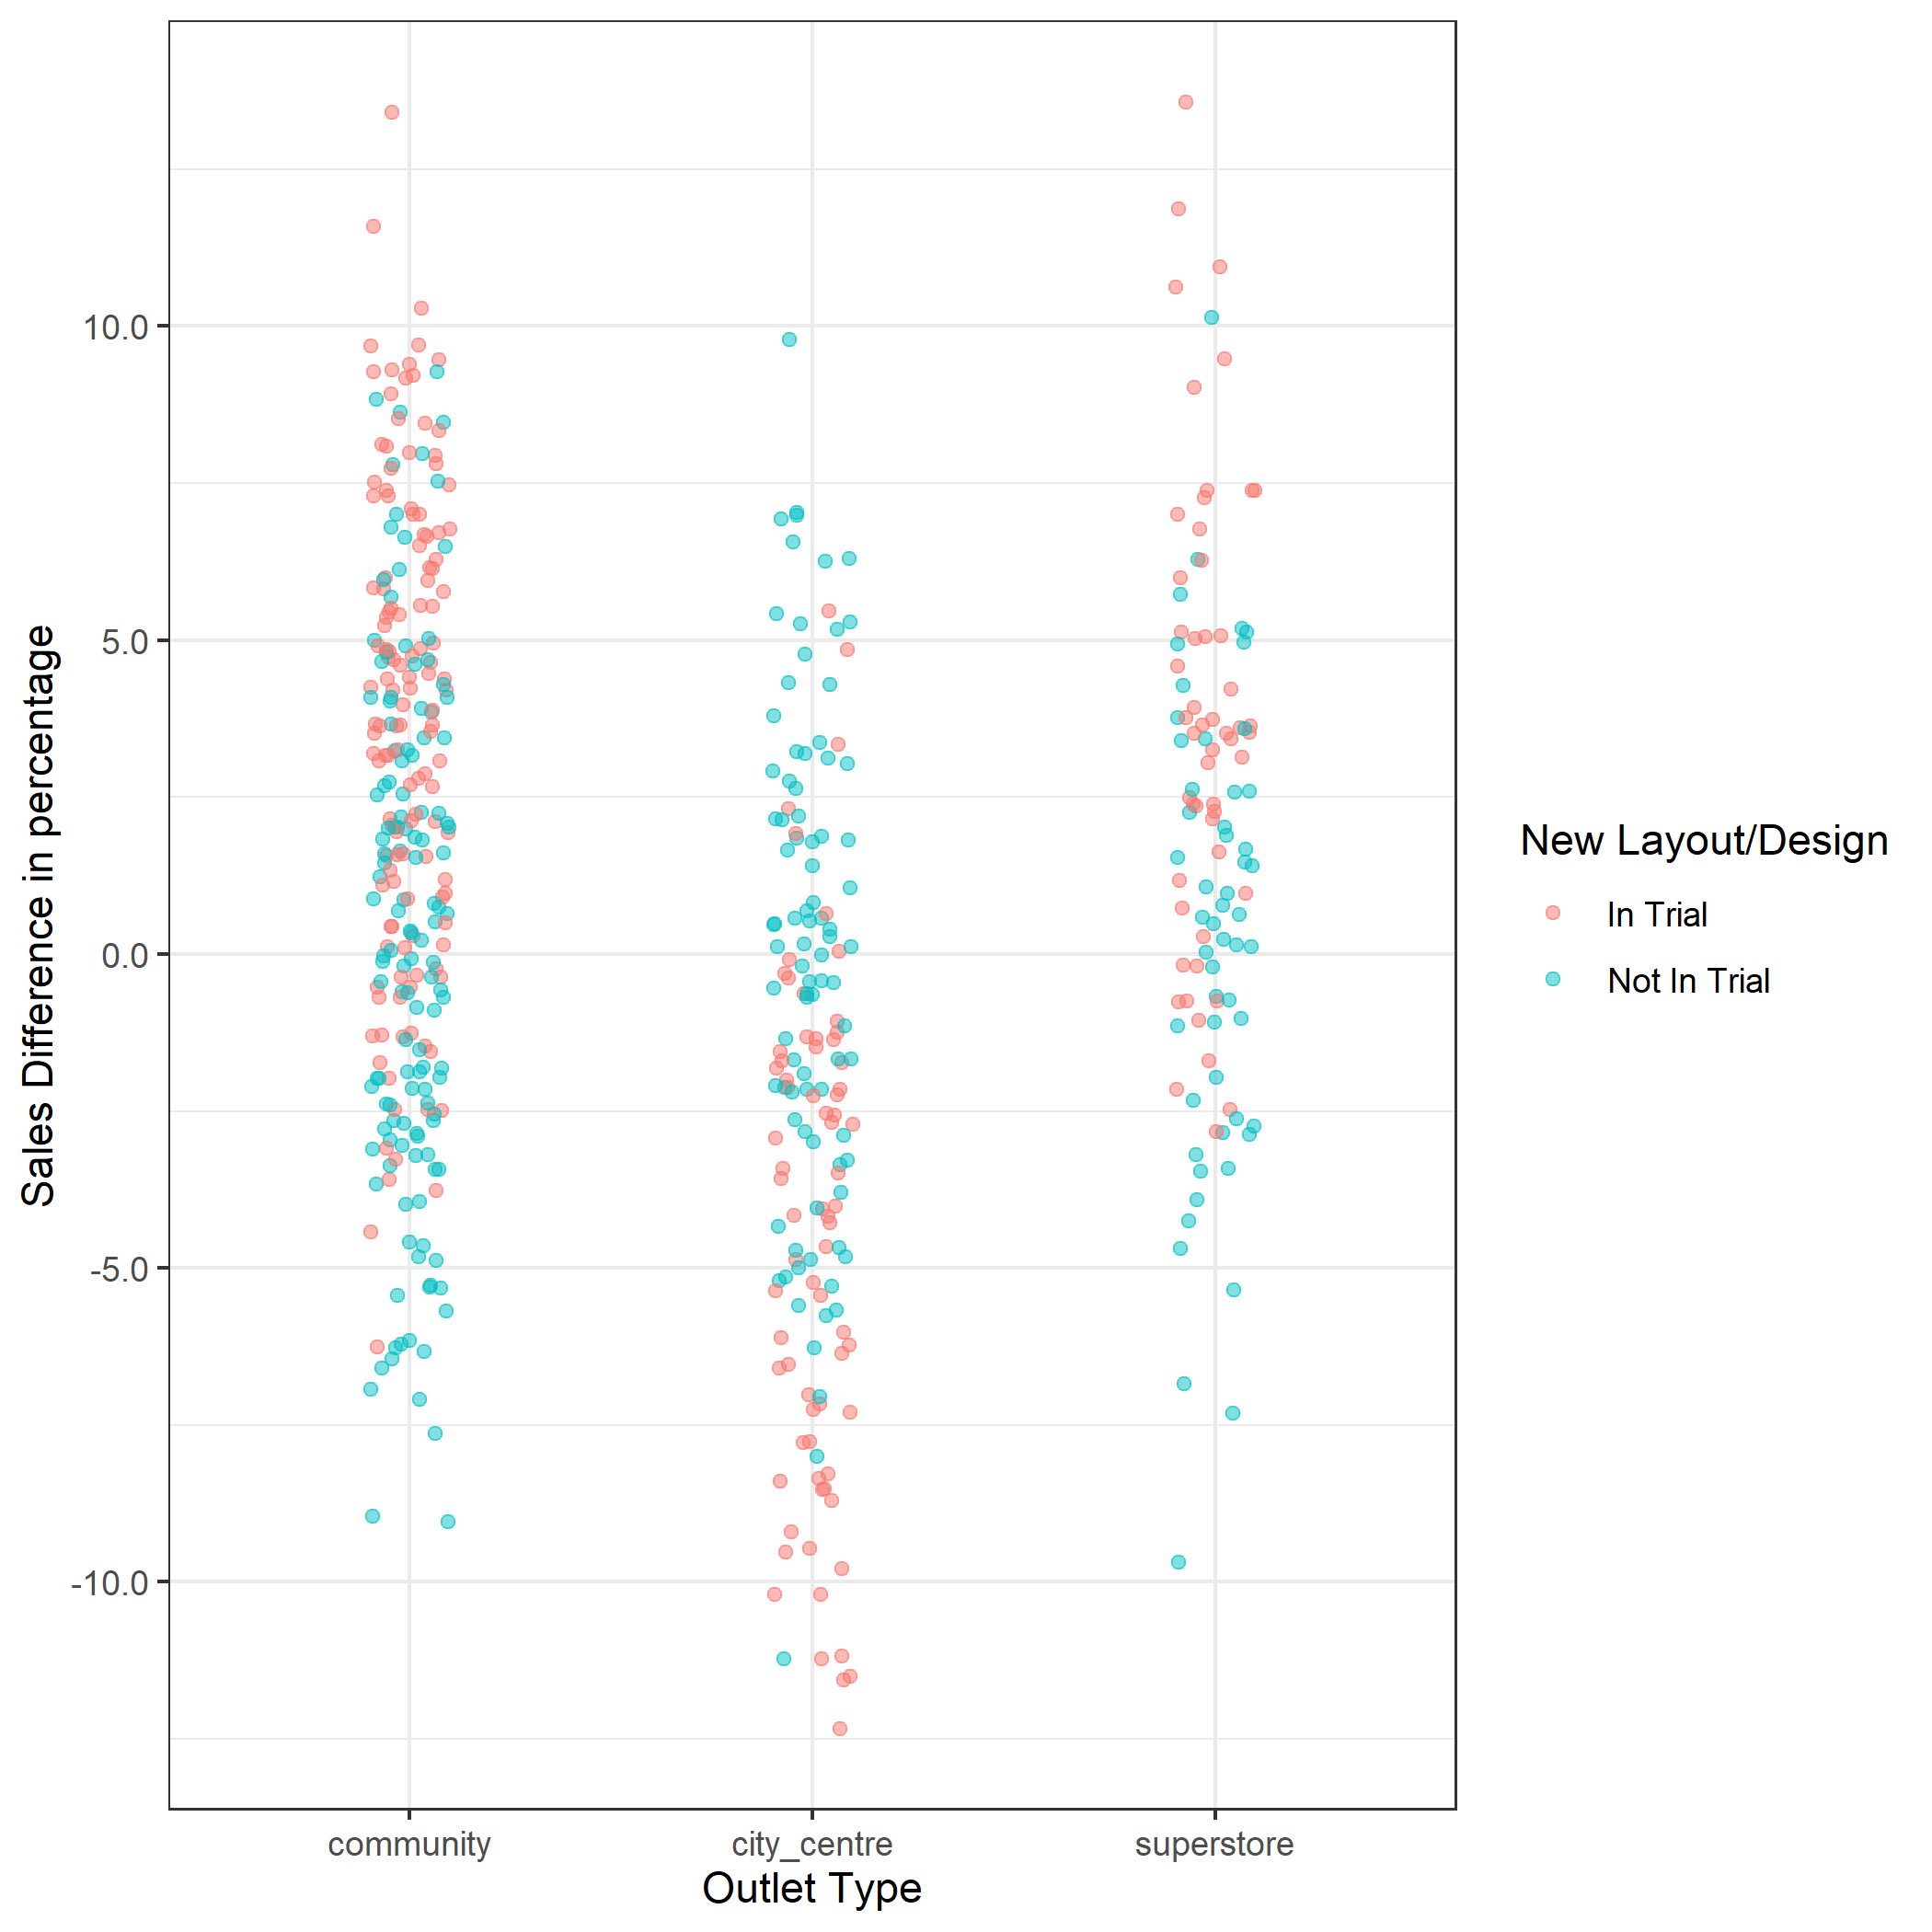 Sales Difference in percentage
10.0
5.0
0.0
-5.0
-10.0
community
city_centre
superstore
Outlet Type
New Layout/Design
In Trial
Not In Trial